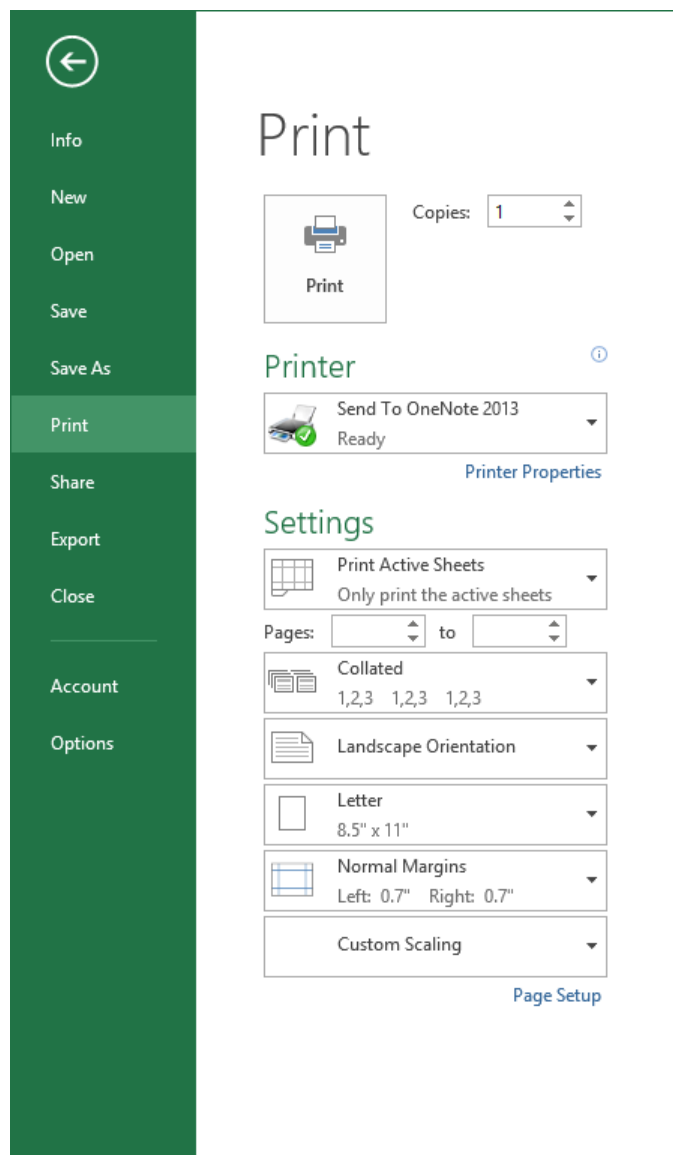 Info
New
Open
Save
Save As
Print
Share
Export
Close
Account
Options
Print
Copies: 1
Print
Printer
Send To OneNote 2013
Ready
Printer Properties
Settings
Print Active Sheets
Only print the active sheets
Pages: to
Collated
1,2,3 1,2,3 1,2,3
Landscape Orientation
Letter
8.5" x 11"
Normal Margins
Left: 0.7" Right: 0.7"
Custom Scaling
Page Setup